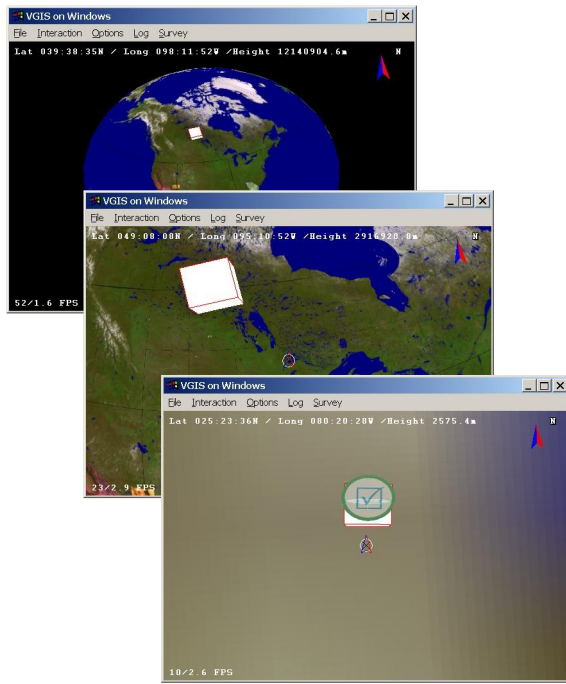 VGIS on Windows
File Interaction Options Log Survey
Lat 039:38:35N / Long 098:11:52W /Height 12140904.6m
N
52/1.6 FPS
VGIS on Windows
File Interaction Options Log Survey
Lat 049:08:08N / Long 095:10:52W /Height 2916928.8m
N
23/2.9 FPS
VGIS on Windows
File Interaction Options Log Survey
Lat 025:23:36N / Long 080:20:28W /Height 2575.4m
N
10/2.6 FPS